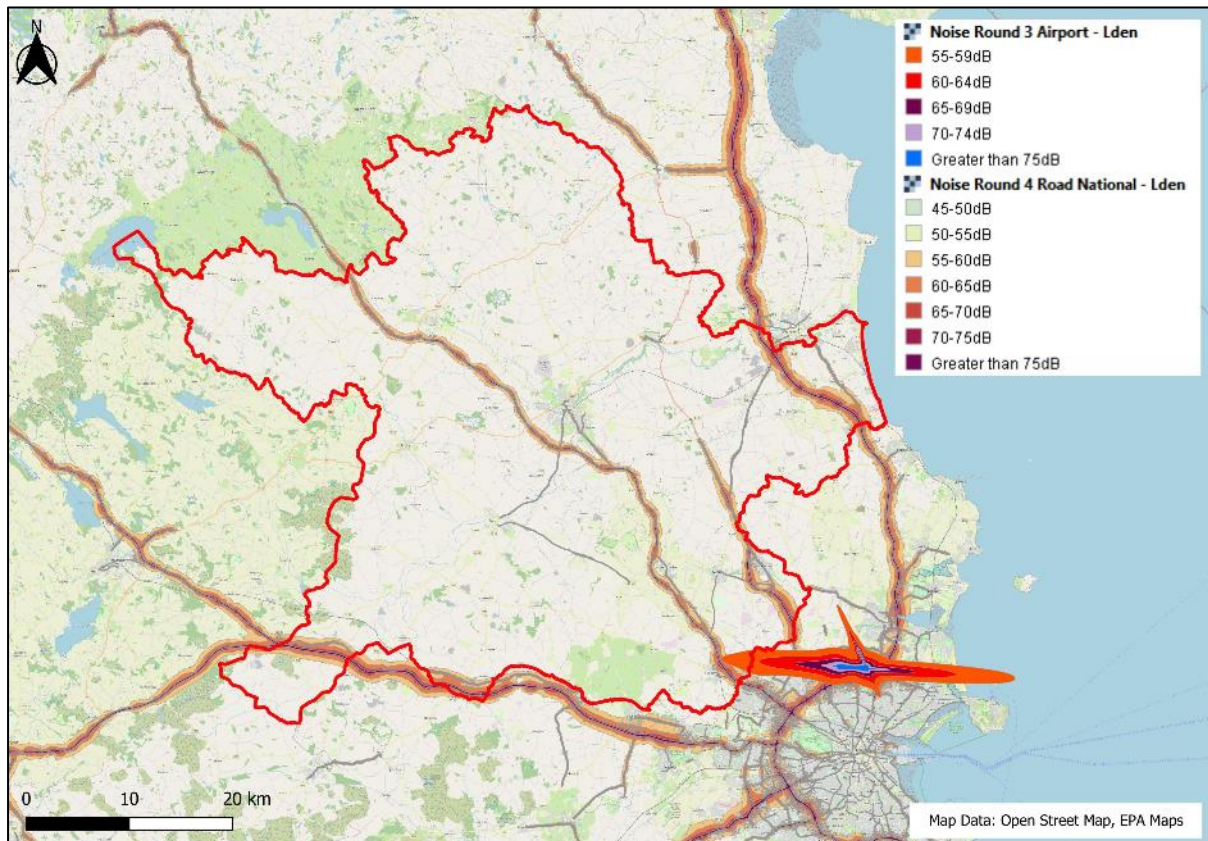 N
Noise Round 3 Airport - Lden
55-59dB
60-64dB
65-69dB
70-74dB
Greater than 75dB
Noise Round 4 Road National - Lden
45-50dB
50-55dB
55-60dB
60-65dB
65-70dB
70-75dB
Greater than 75dB
0 10 20 km
Map Data: Open Street Map, EPA Maps